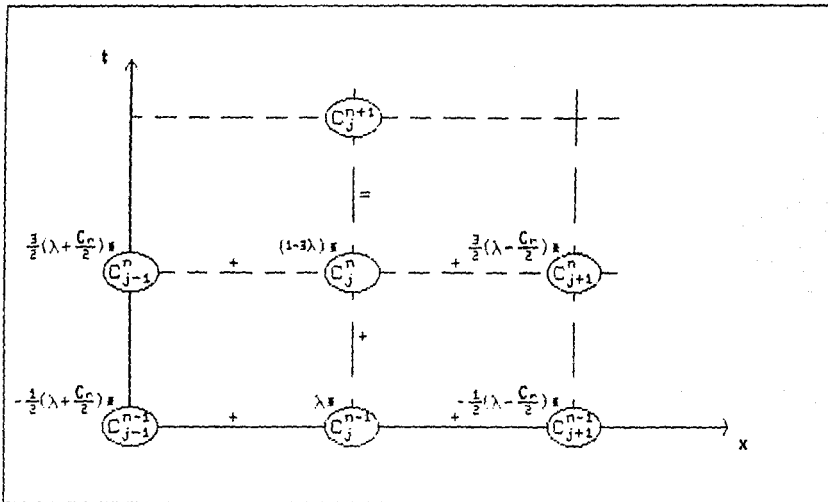 t
C_j^{n+1}
=
3/2(λ+C_r/2)* (1-3λ)* 3/2(λ-C_r/2)*
C_{j-1}^n + C_j^n + C_{j+1}^n
+
-1/2(λ+C_r/2)* λ* -1/2(λ-C_r/2)*
C_{j-1}^{n-1} + C_j^{n-1} + C_{j+1}^{n-1}
x